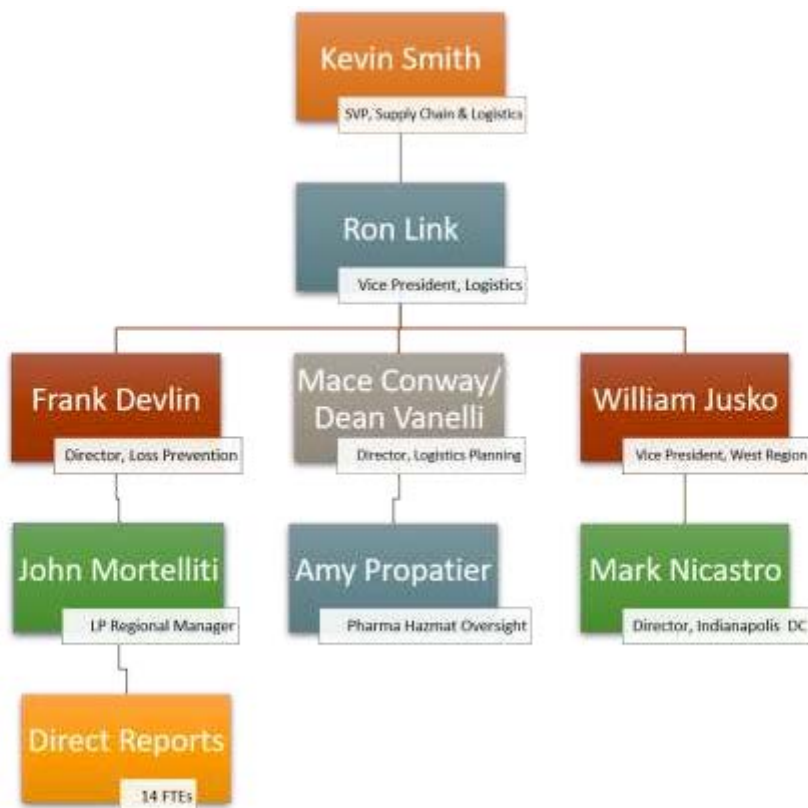 Kevin Smith
SVP, Supply Chain & Logistics
Ron Link
Vice President, Logistics
Frank Devlin
Director, Loss Prevention
Mace Conway/
Dean Vanelli
Director, Logistics Planning
William Jusko
Vice President, West Region
John Mortelliti
LP Regional Manager
Amy Propatier
Pharma Hazmat Oversight
Mark Nicastro
Director, Indianapolis DC
Direct Reports
14 FTEs